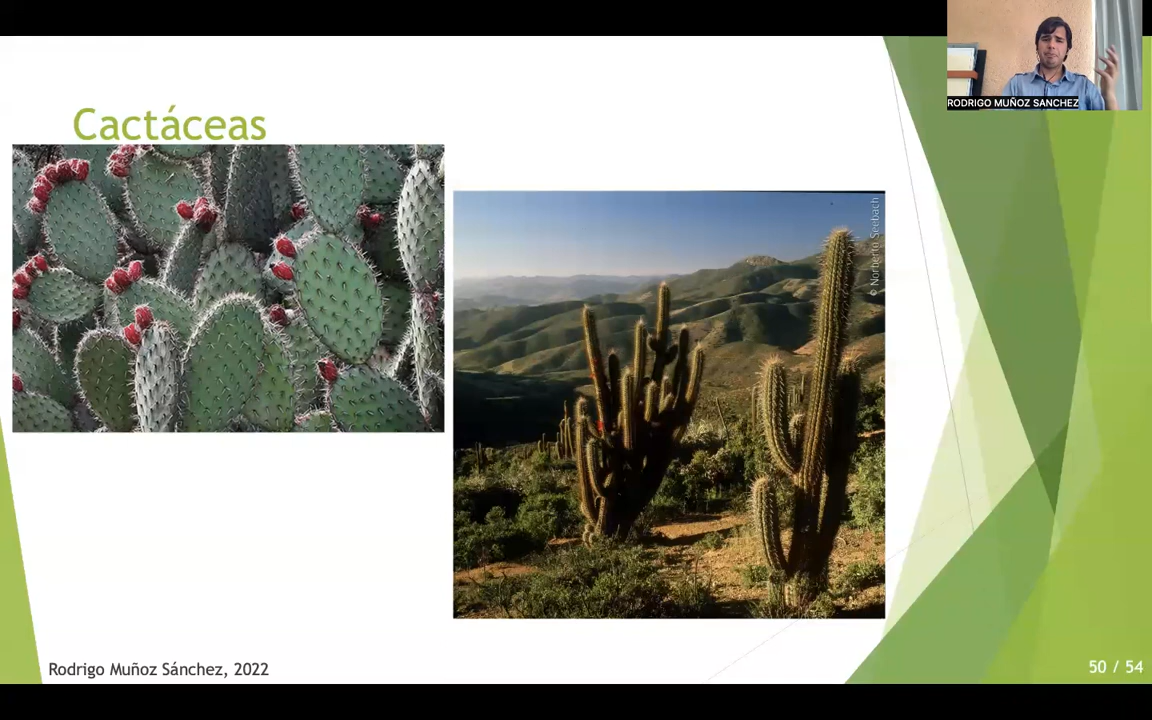 RODRIGO MUÑOZ SANCHEZ
Cactáceas
© Norberto Seebach
Rodrigo Muñoz Sánchez, 2022
50 / 54